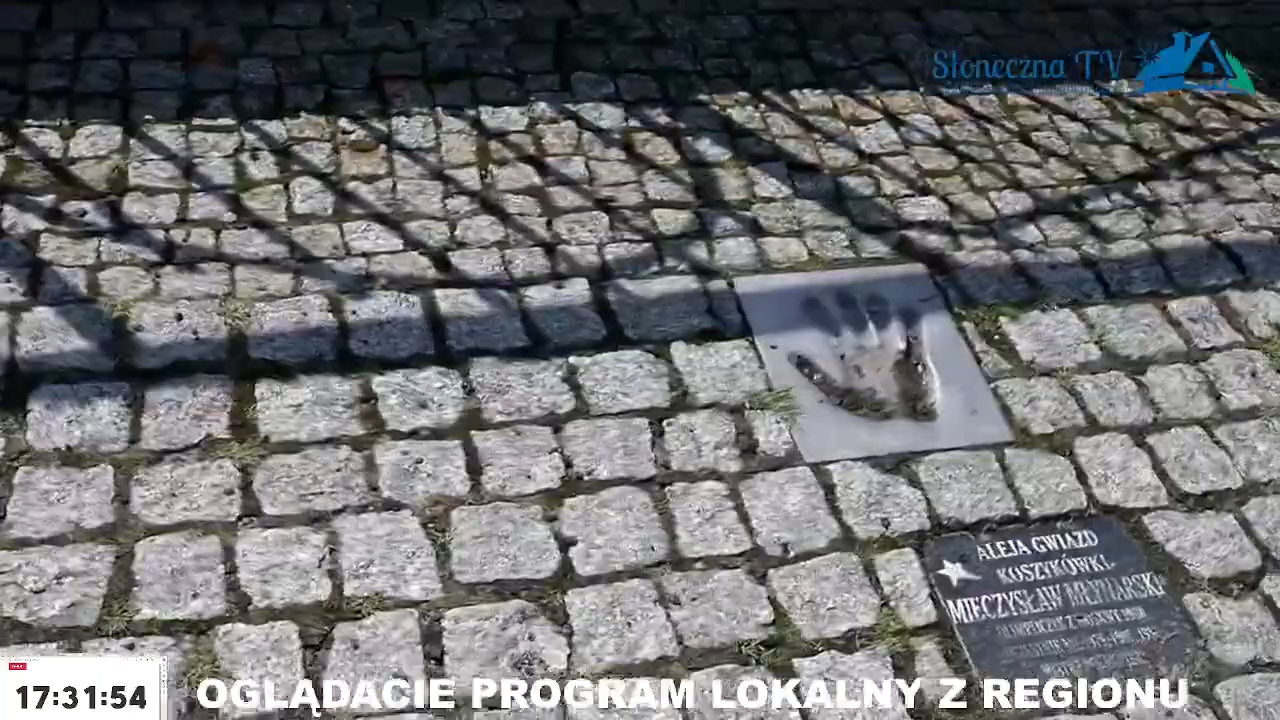 Słoneczna TV
ALEJA GWIAZD
KOSZYKÓWKI
MIECZYSŁAW MŁYNARSKI
17:31:54
OGLĄDACIE PROGRAM LOKALNY Z REGIONU